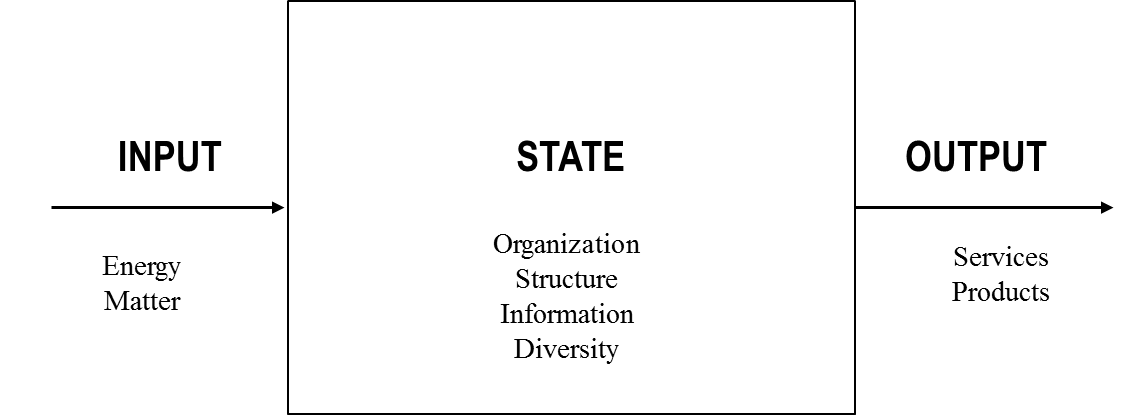 INPUT
Energy
Matter
STATE
Organization
Structure
Information
Diversity
OUTPUT
Services
Products